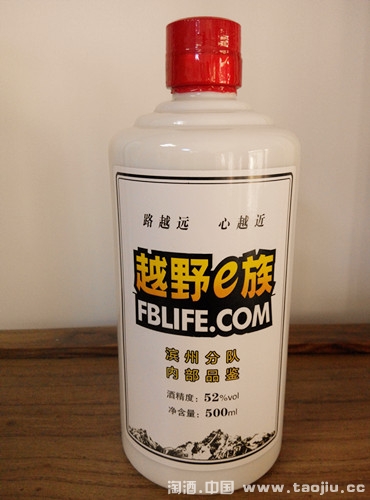 路越远 心越近
越野e族
FBLIFE.COM
滨州分队
内部品鉴
酒精度：52%vol
净含量：500ml
淘酒.中国 www.taojiu.cc